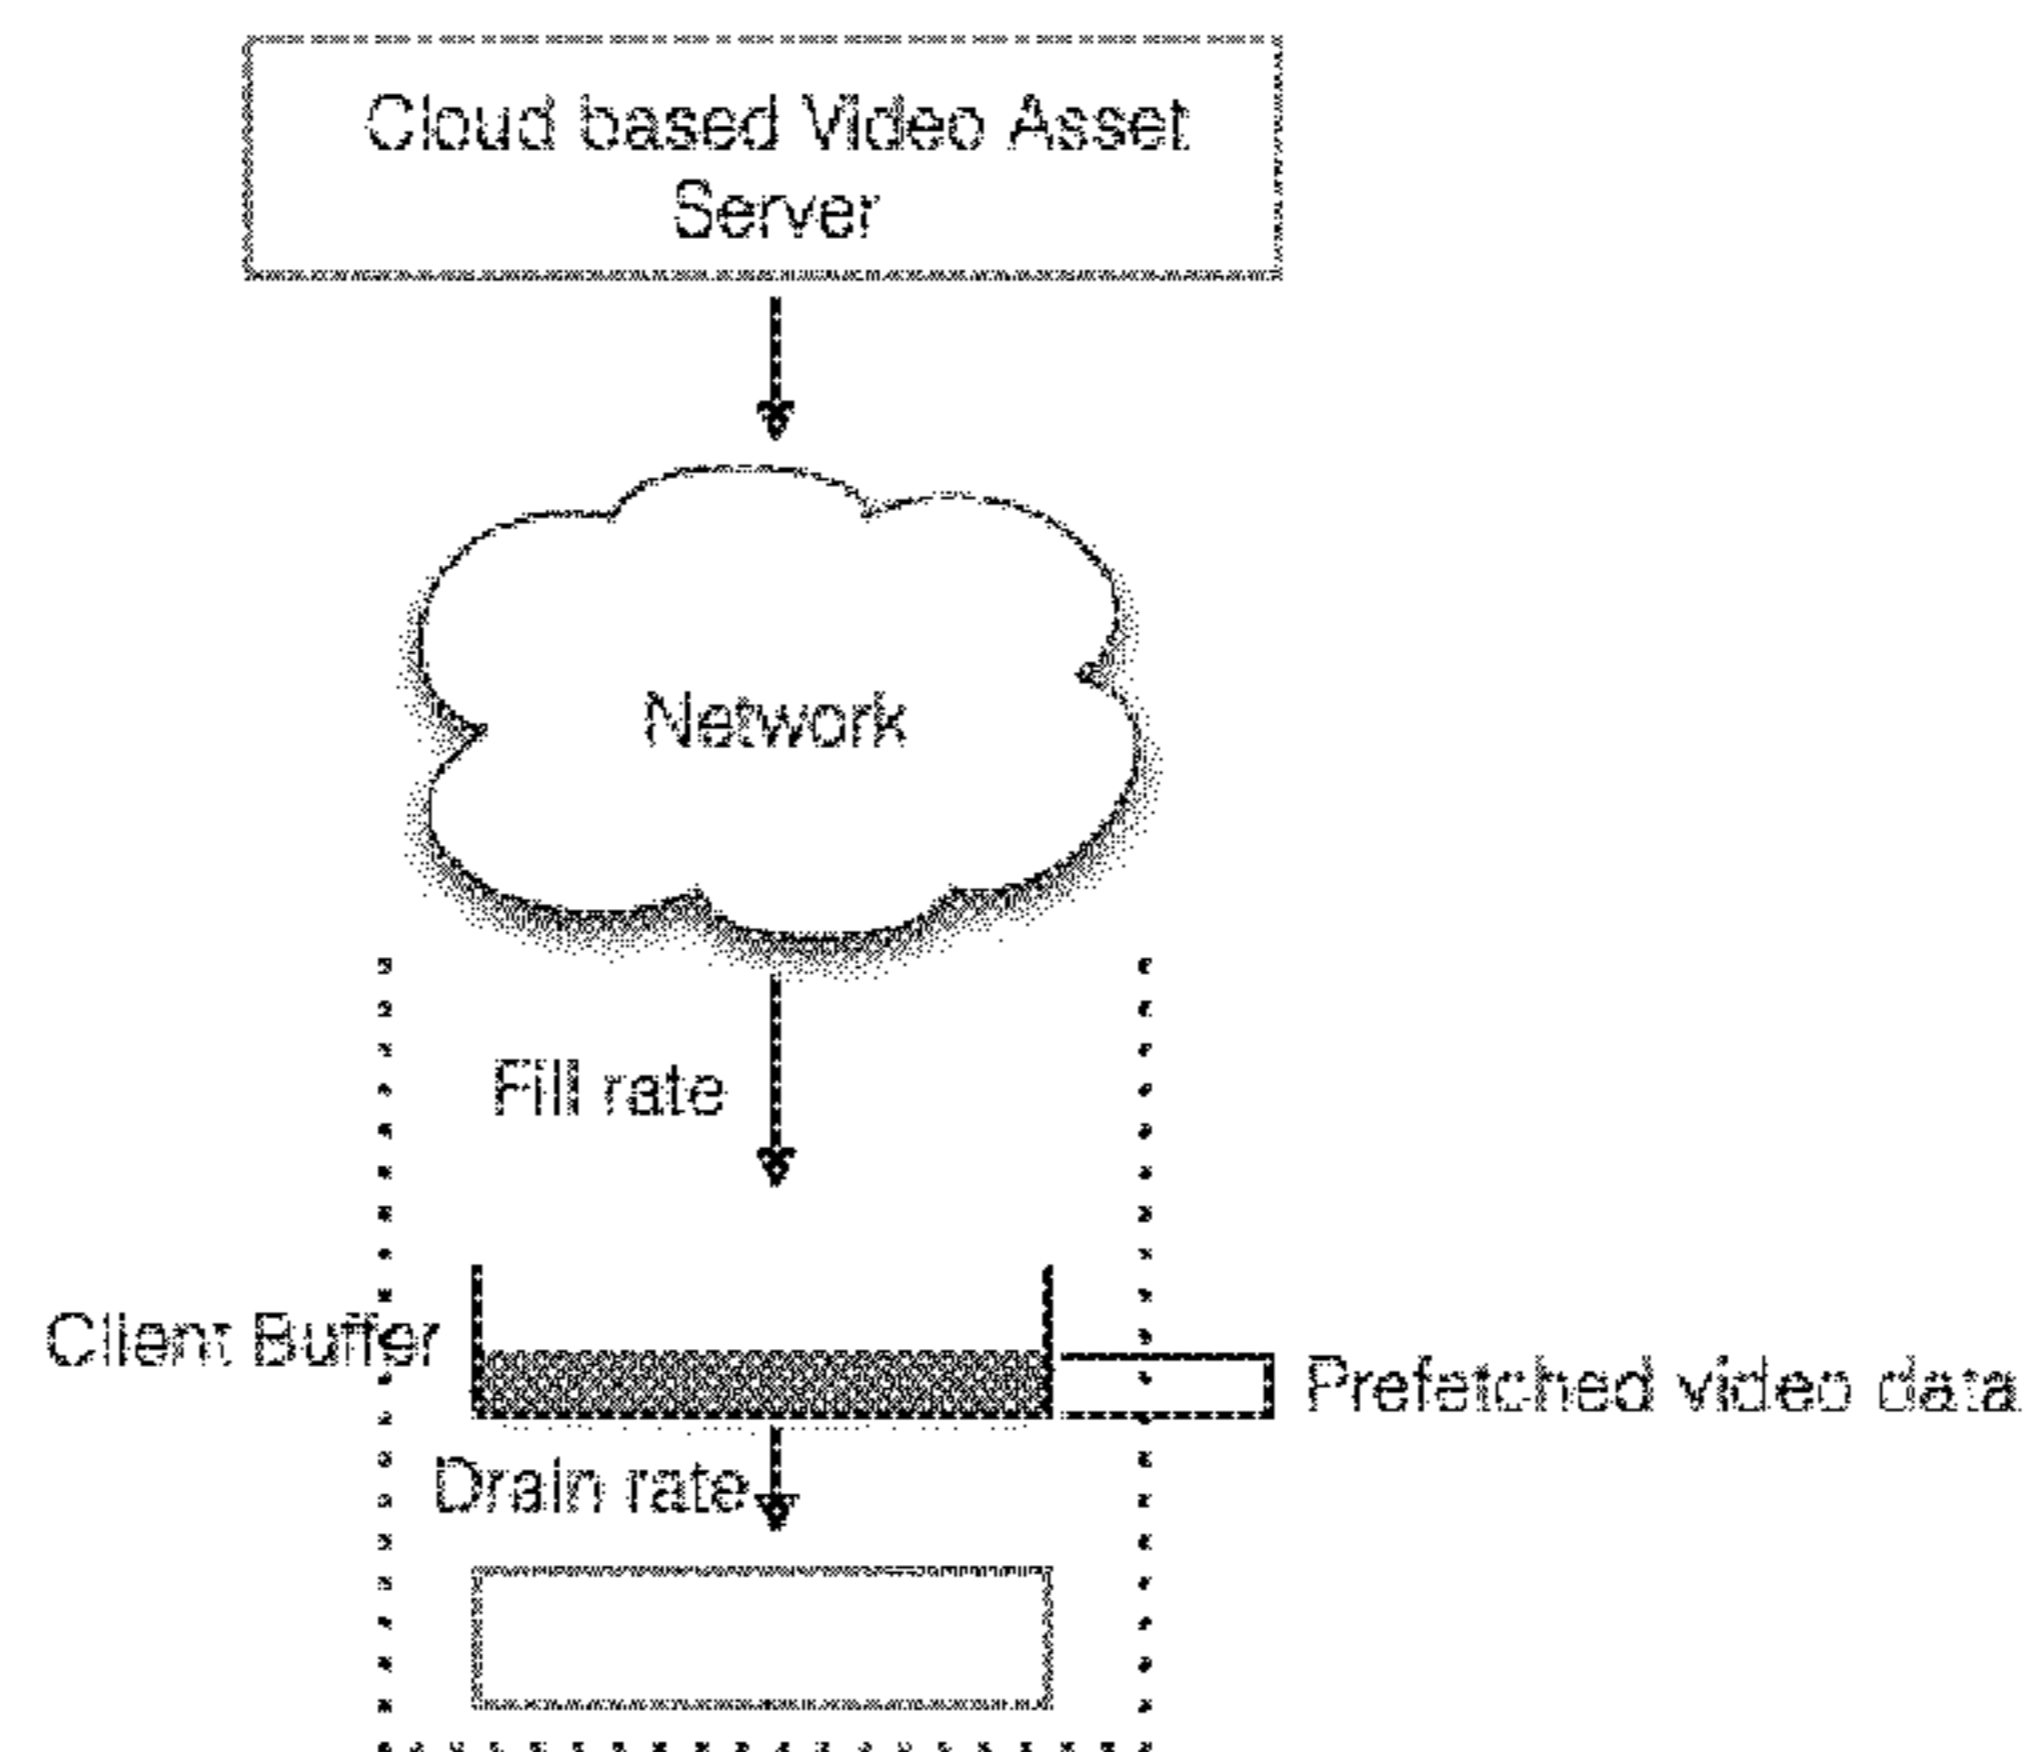 Cloud based Video Asset
Server
Network
Fill rate
Client Buffer
Prefetched video data
Drain rate